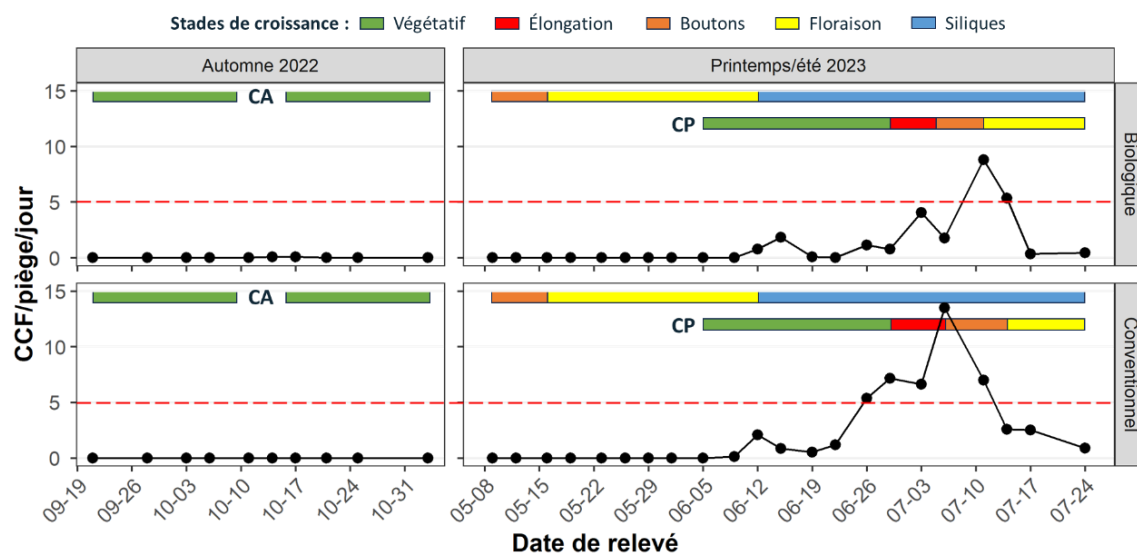 Stades de croissance : Végétatif Élongation Boutons Floraison Siliques
Automne 2022 Printemps/été 2023
15
CA
CP
10
5
0
Biologique
15
CA
CP
10
5
0
Conventionnel
CCF/piège/jour
09-19 09-26 10-03 10-10 10-17 10-24 10-31 05-08 05-15 05-22 05-29 06-05 06-12 06-19 06-26 07-03 07-10 07-17 07-24
Date de relevé